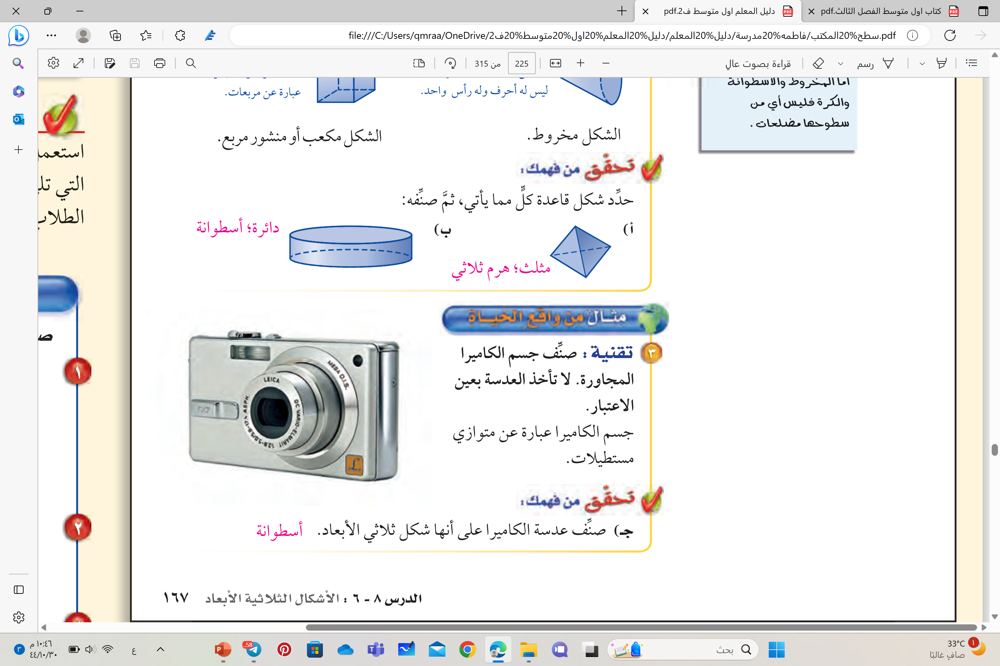 كتاب اول متوسط الفصل الثالث.pdf
دليل المعلم اول متوسط ف2.pdf
file:///C:/Users/qmraa/OneDrive/سطح%20المكتب/فاطمه%20مدرسة/دليل%20المعلم/دليل%20المعلم%20اول%20متوسط%20ف2.pdf
قراءة بصوت عالٍ
رسم
225
من 315
أما المخروط والأسطوانة
والكرة فليس أي من
سطوحها مضلعات .
ليس له أحرف وله رأس واحد.
عبارة عن مربعات.
الشكل مخروط.
الشكل مكعب أو منشور مربع.
تحقق من فهمك:
حدِّد شكل قاعدة كلٍّ مما يأتي، ثمَّ صنِّفه:
أ)
مثلث؛ هرم ثلاثي
ب)
دائرة؛ أسطوانة
مثال من واقع الحياة
٣
تقنية : صنِّف جسم الكاميرا
المجاورة. لا تأخذ العدسة بعين
الاعتبار.
جسم الكاميرا عبارة عن متوازي
مستطيلات.
MEGA O.I.S.
LEICA
DC VARIO-ELMARIT
ASPH.
FX7
L
تحقق من فهمك:
جـ) صنِّف عدسة الكاميرا على أنها شكل ثلاثي الأبعاد. أسطوانة
الدرس ٨ - ٦ : الأشكال الثلاثية الأبعاد ١٦٧
استعمل
التي تل
الطلاب
صـ
١
٢
33°C
صافٍ غالبًا
١
بحث
58..
ع
١٠:٤٦ م
٤٤/١٠/٣٠
٣